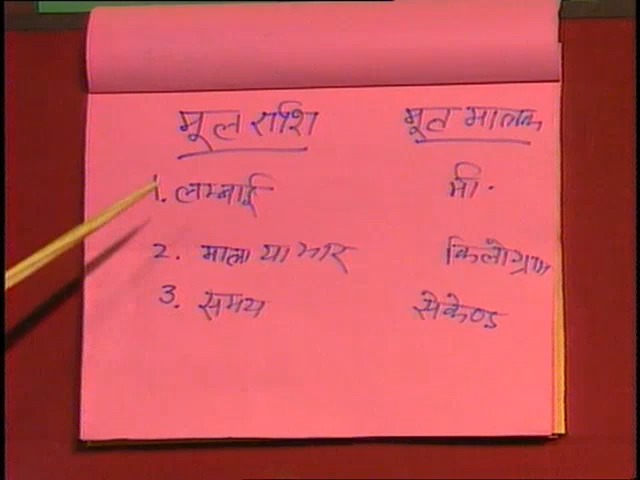 मूल राशि मूल मात्रक
1. लम्बाई मी.
2. मात्रा या भार किलोग्राम
3. समय सेकेण्ड